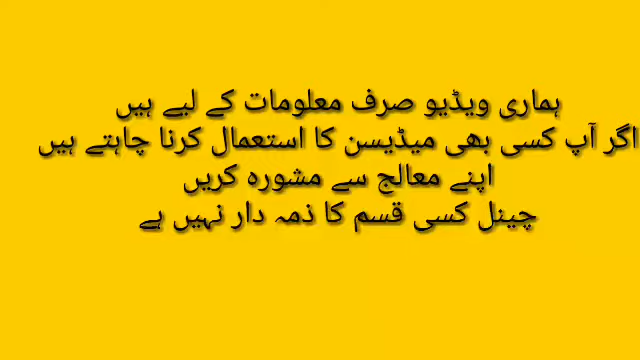 ہماری ویڈیو صرف معلومات کے لیے ہیں
اگر آپ کسی بھی میڈیسن کا استعمال کرنا چاہتے ہیں
اپنے معالج سے مشورہ کریں
چینل کسی قسم کا ذمہ دار نہیں ہے